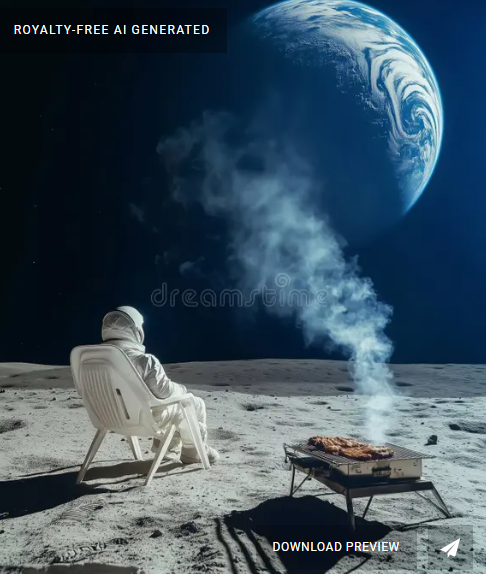 ROYALTY-FREE AI GENERATED
dreamstime
DOWNLOAD PREVIEW